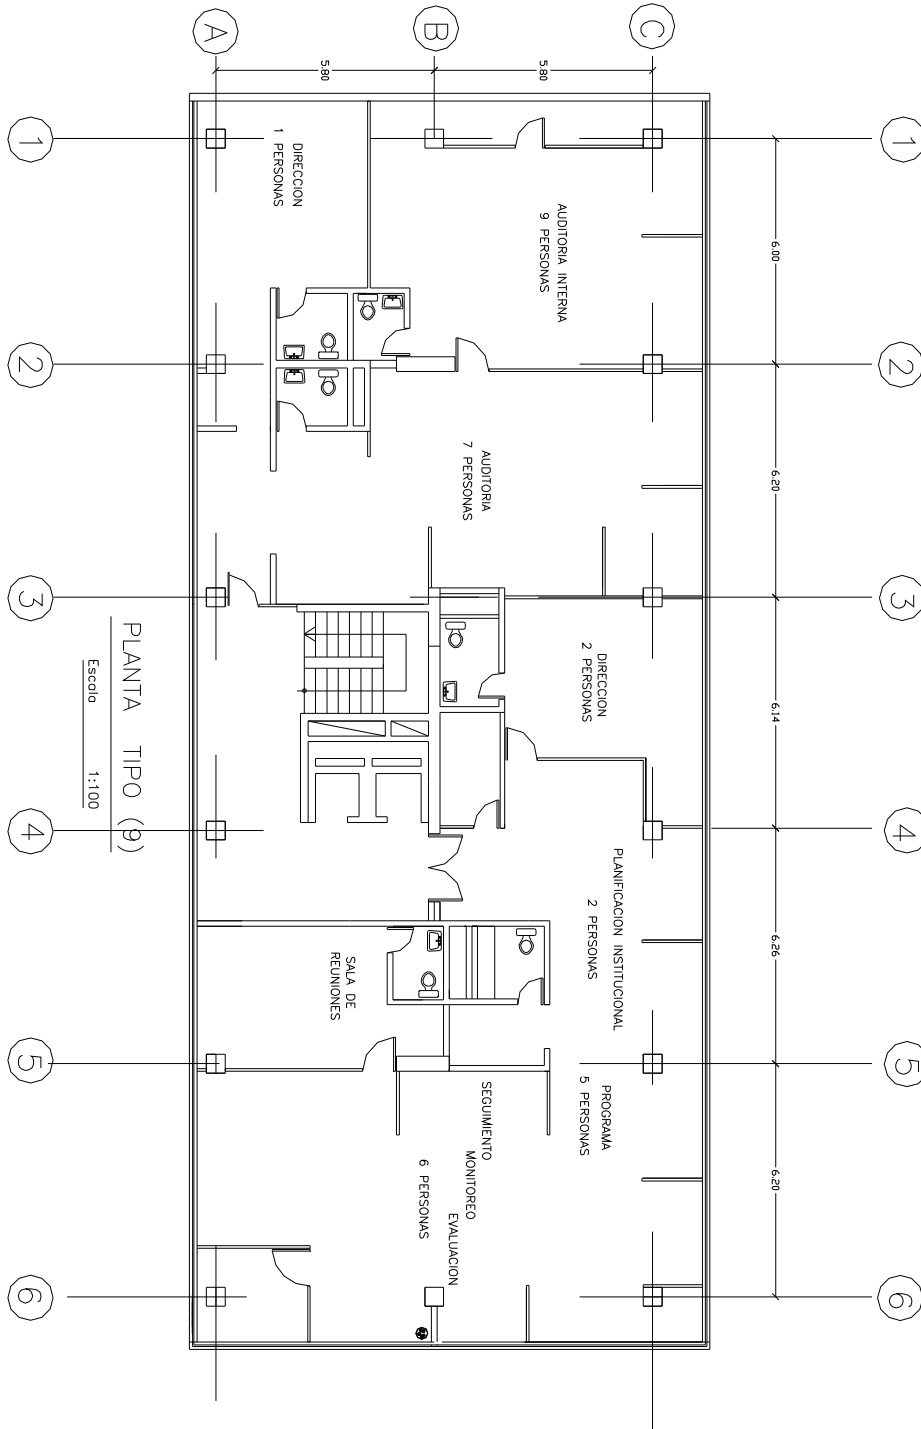 1
2
3
4
5
6
6.00
6.20
6.14
6.26
6.20
C
5.80
B
5.80
A
AUDITORIA INTERNA
9 PERSONAS
AUDITORIA
7 PERSONAS
DIRECCION
2 PERSONAS
PLANIFICACION INSTITUCIONAL
2 PERSONAS
PROGRAMA
5 PERSONAS
SEGUIMIENTO
MONITOREO
EVALUACION
6 PERSONAS
DIRECCION
1 PERSONAS
SALA DE
REUNIONES
PLANTA TIPO (9)
Escala 1:100
1
2
3
4
5
6